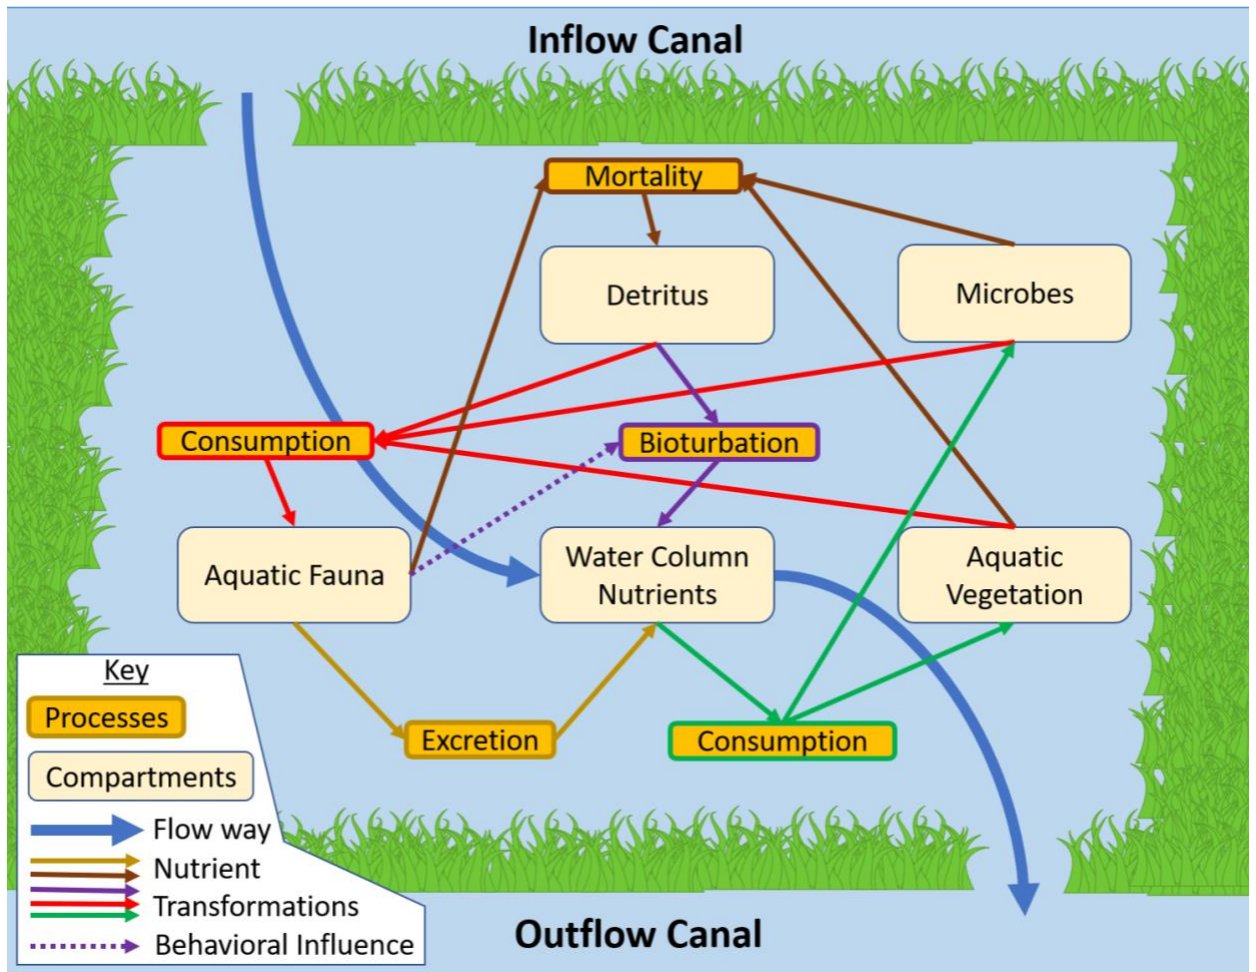 Inflow Canal
Mortality
Detritus
Microbes
Consumption
Bioturbation
Aquatic Fauna
Water Column
Nutrients
Aquatic
Vegetation
Excretion
Consumption
Key
Processes
Compartments
Flow way
Nutrient
Transformations
Behavioral Influence
Outflow Canal